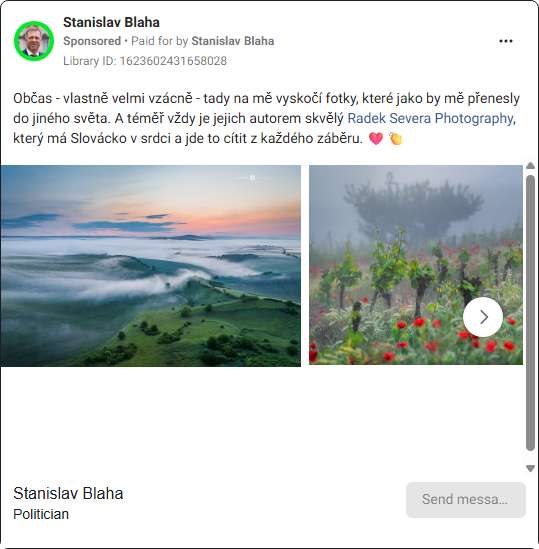 Stanislav Blaha
Sponsored • Paid for by Stanislav Blaha
Library ID: 1623602431658028
Občas - vlastně velmi vzácně - tady na mě vyskočí fotky, které jako by mě přenesly
do jiného světa. A téměř vždy je jejich autorem skvělý Radek Severa Photography,
který má Slovácko v srdci a jde to cítit z každého záběru. 💗 👏
Stanislav Blaha
Politician
Send messa...